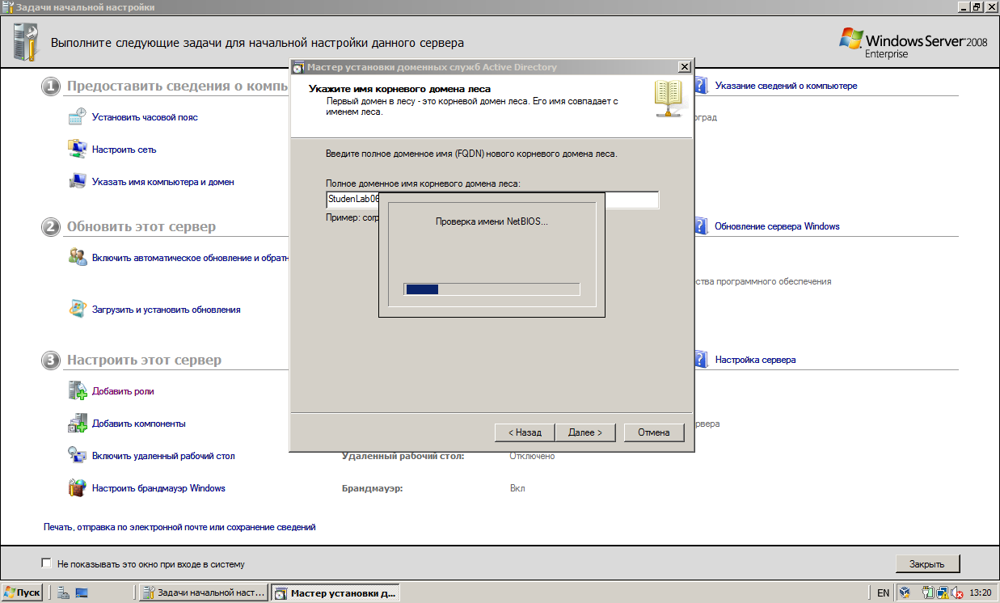 Задачи начальной настройки
Выполните следующие задачи для начальной настройки данного сервера
Windows Server 2008
Enterprise
1 Предоставить сведения о компь
Указание сведений о компьютере
Установить часовой пояс
оград
Настроить сеть
Указать имя компьютера и домен
2 Обновить этот сервер
Обновление сервера Windows
Включить автоматическое обновление и обратн
ства программного обеспечения
Загрузить и установить обновления
3 Настроить этот сервер
Настройка сервера
Добавить роли
Добавить компоненты
рвера
Включить удаленный рабочий стол
Удаленный рабочий стол:
Отключено
Настроить брандмауэр Windows
Брандмауэр:
Вкл
Печать, отправка по электронной почте или сохранение сведений
Не показывать это окно при входе в систему
Закрыть
Мастер установки доменных служб Active Directory
Укажите имя корневого домена леса
Первый домен в лесу - это корневой домен леса. Его имя совпадает с
именем леса.
Введите полное доменное имя (FQDN) нового корневого домена леса.
Полное доменное имя корневого домена леса:
StudenLab06
Пример: corp
Проверка имени NetBIOS...
< Назад
Далее >
Отмена
Пуск
Задачи начальной наст...
Мастер установки д...
EN
13:20